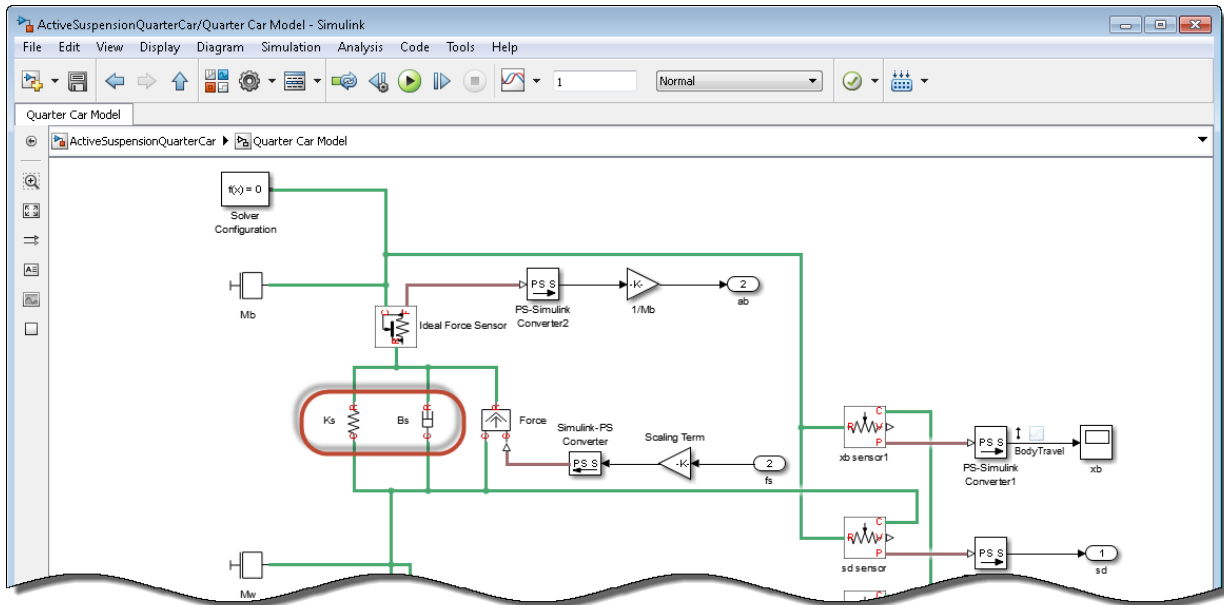 ActiveSuspensionQuarterCar/Quarter Car Model - Simulink
File Edit View Display Diagram Simulation Analysis Code Tools Help
1
Normal
Quarter Car Model
ActiveSuspensionQuarterCar
Quarter Car Model
f(x) = 0
Solver
Configuration
Mb
C
F
R
Ideal Force Sensor
PS S
PS-Simulink
Converter2
-K-
1/Mb
2
ab
Ks
R
C
Bs
R
C
R
C
S
Force
Simulink-PS
Converter
PS S
Scaling Term
-K-
2
fs
R
C
V
P
xb sensor1
PS S
PS-Simulink
Converter1
BodyTravel
xb
R
C
V
P
sd sensor
PS S
1
sd
Mw